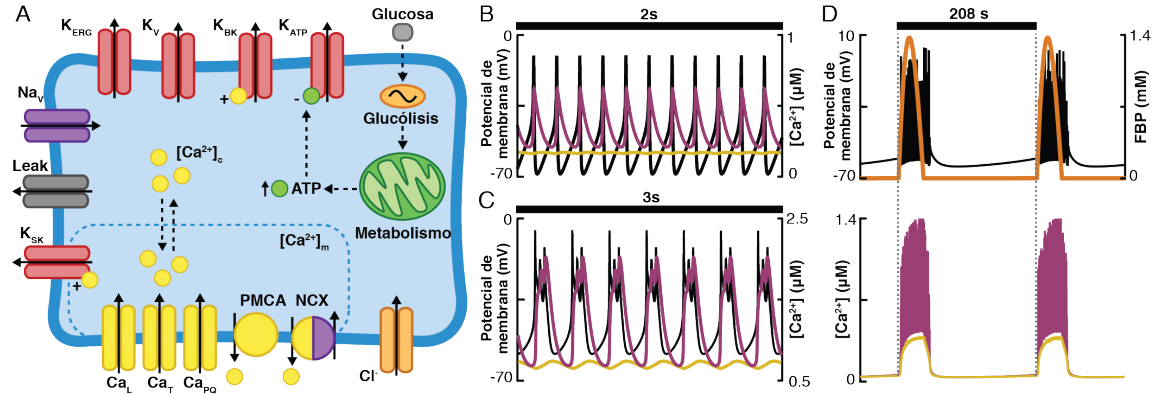 A
K_ERG
K_V
K_BK
K_ATP
Glucosa
+
-
Na_V
Glucólisis
[Ca²⁺]_c
Leak
ATP
Metabolismo
K_SK
+
[Ca²⁺]_m
PMCA
NCX
Ca_L
Ca_T
Ca_PQ
Cl⁻
B
2s
0
1
Potencial de
membrana (mV)
[Ca²⁺] (µM)
-70
0
C
3s
0
2.5
Potencial de
membrana (mV)
[Ca²⁺] (µM)
-70
0.5
D
208 s
10
1.4
Potencial de
membrana (mV)
FBP (mM)
-70
0
1.4
[Ca²⁺] (µM)
0